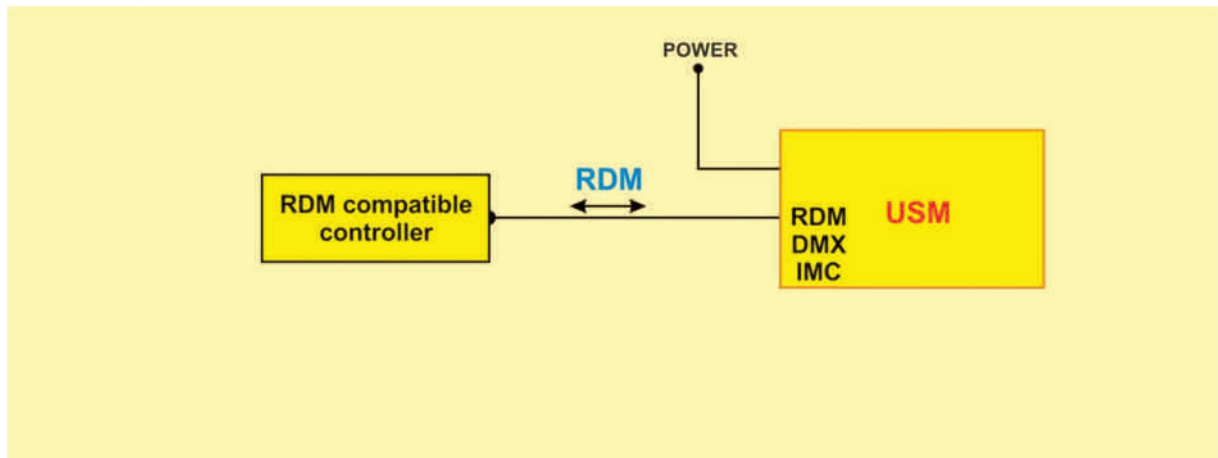 POWER
RDM
RDM compatible
controller
RDM
DMX
IMC
USM